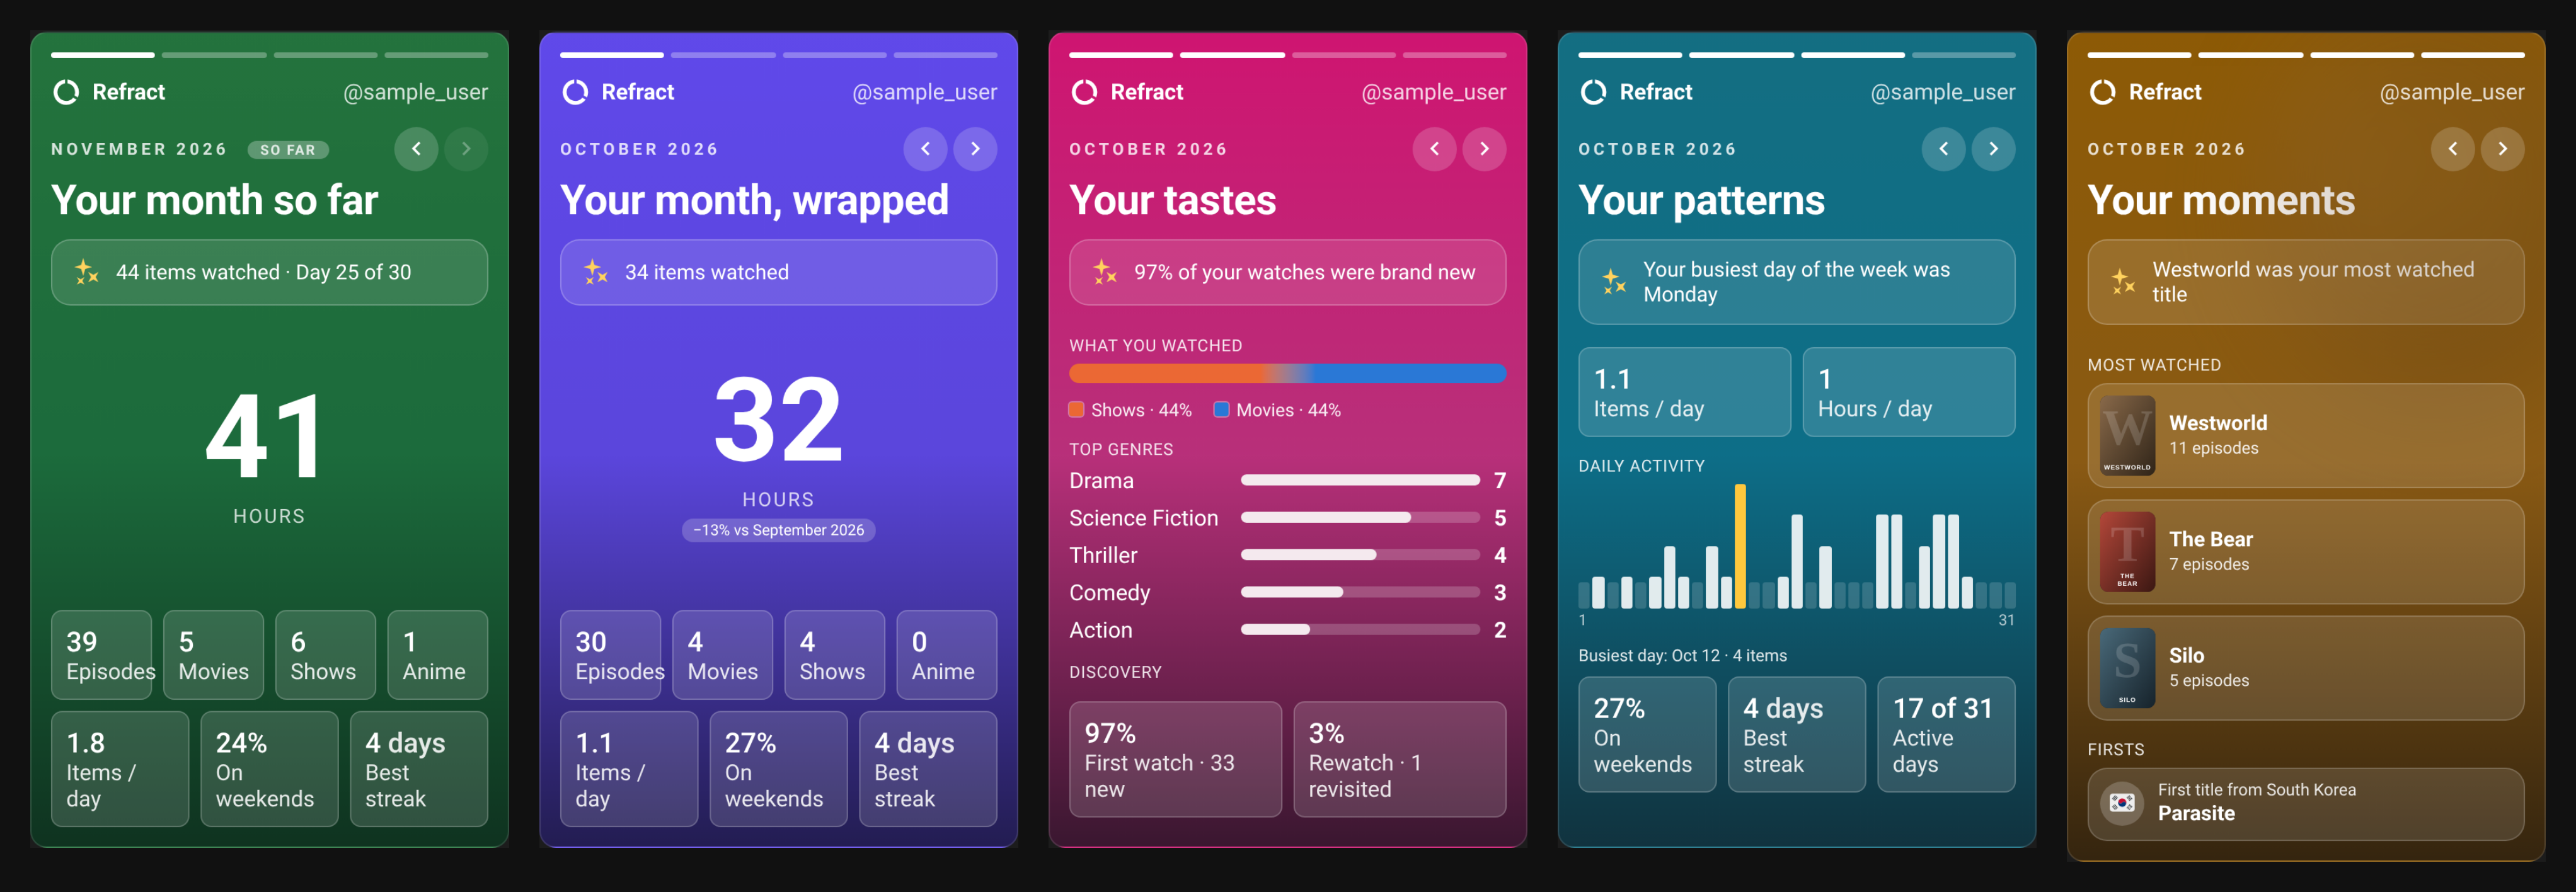 Refract
@sample_user
NOVEMBER 2026
SO FAR
Your month so far
44 items watched · Day 25 of 30
41
HOURS
39
Episodes
5
Movies
6
Shows
1
Anime
1.8
Items /
day
24%
On
weekends
4 days
Best
streak
Refract
@sample_user
OCTOBER 2026
Your month, wrapped
34 items watched
32
HOURS
−13% vs September 2026
30
Episodes
4
Movies
4
Shows
0
Anime
1.1
Items /
day
27%
On
weekends
4 days
Best
streak
Refract
@sample_user
OCTOBER 2026
Your tastes
97% of your watches were brand new
WHAT YOU WATCHED
Shows · 44%
Movies · 44%
TOP GENRES
Drama 7
Science Fiction 5
Thriller 4
Comedy 3
Action 2
DISCOVERY
97%
First watch · 33
new
3%
Rewatch · 1
revisited
Refract
@sample_user
OCTOBER 2026
Your patterns
Your busiest day of the week was
Monday
1.1
Items / day
1
Hours / day
DAILY ACTIVITY
1
31
Busiest day: Oct 12 · 4 items
27%
On
weekends
4 days
Best
streak
17 of 31
Active
days
Refract
@sample_user
OCTOBER 2026
Your moments
Westworld was your most watched
title
MOST WATCHED
W
WESTWORLD
Westworld
11 episodes
T
THE
BEAR
The Bear
7 episodes
S
SILO
Silo
5 episodes
FIRSTS
First title from South Korea
Parasite